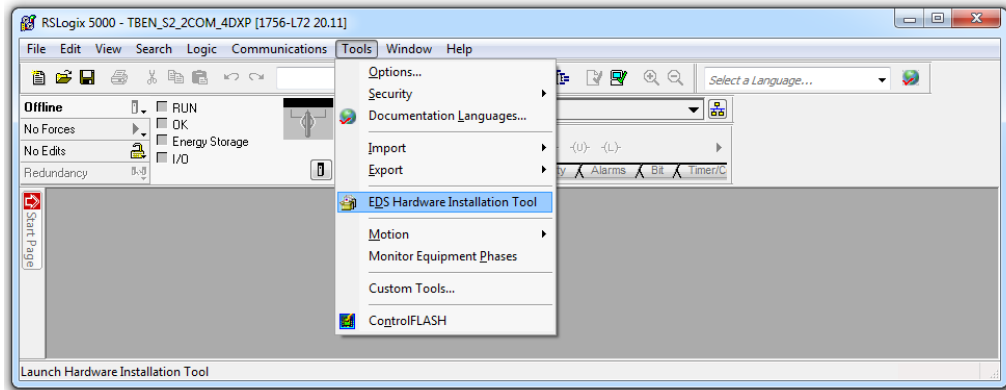 RSLogix 5000 - TBEN_S2_2COM_4DXP [1756-L72 20.11]
File Edit View Search Logic Communications Tools Window Help
Select a Language...
Offline
RUN
No Forces
OK
No Edits
Energy Storage
I/O
Redundancy
Options...
Security
Documentation Languages...
Import
Export
EDS Hardware Installation Tool
Motion
Monitor Equipment Phases
Custom Tools...
ControlFLASH
-(U)- -(L)-
Alarms Bit Timer/C
Start Page
Launch Hardware Installation Tool